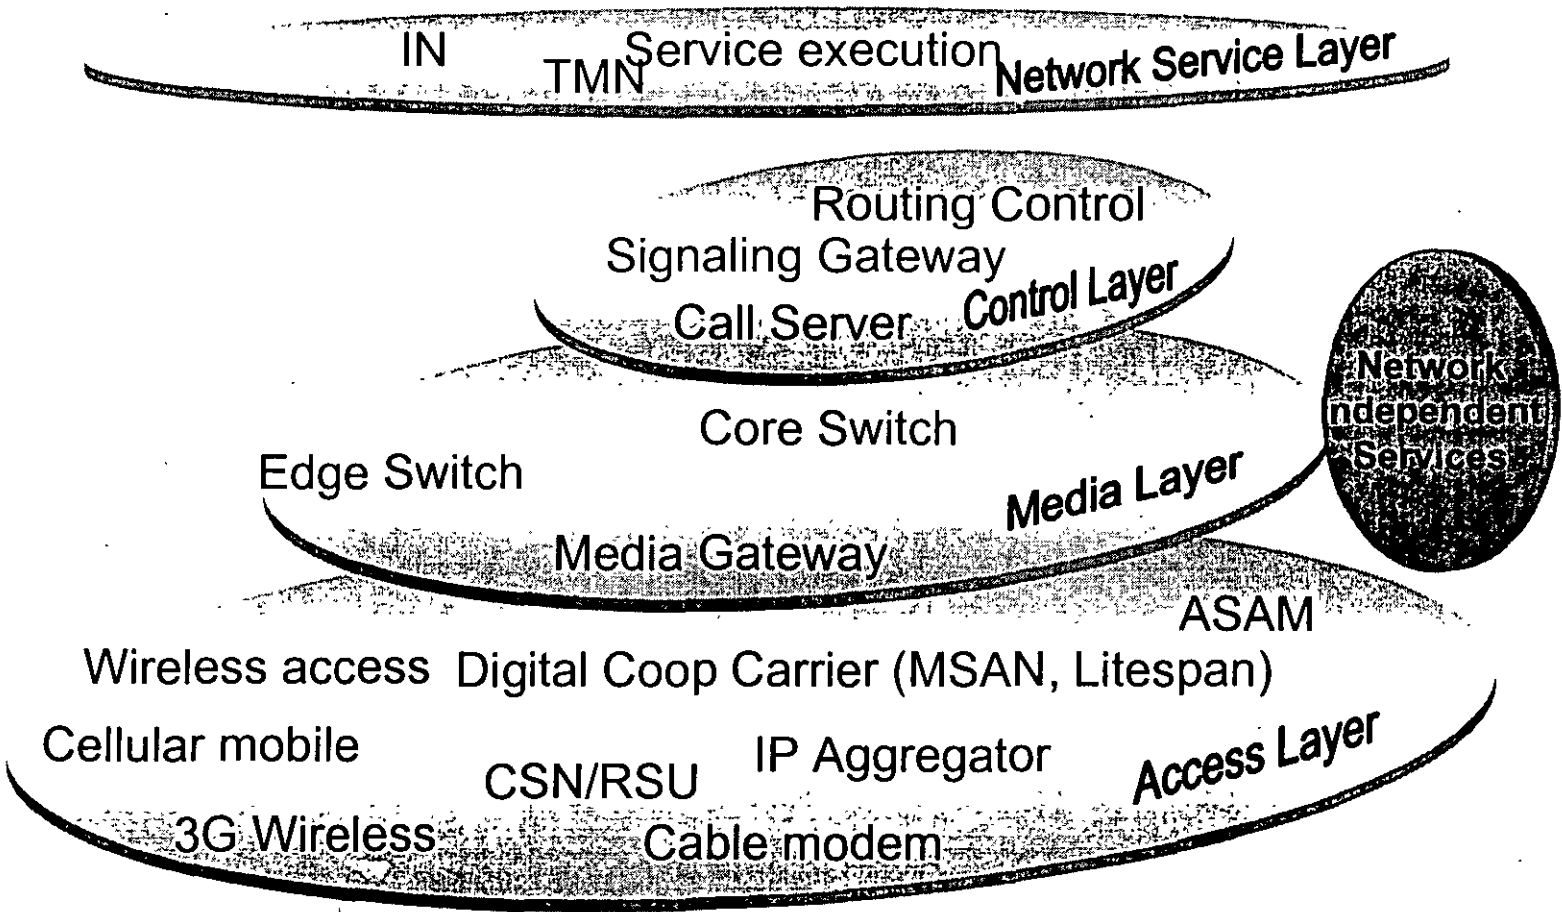 IN
Service execution
TMN
Network Service Layer
Routing Control
Signaling Gateway
Control Layer
Call Server
Network
ndependent
Services
Core Switch
Edge Switch
Media Layer
Media Gateway
ASAM
Wireless access
Digital Coop Carrier (MSAN, Litespan)
Cellular mobile
IP Aggregator
Access Layer
CSN/RSU
3G Wireless
Cable modem